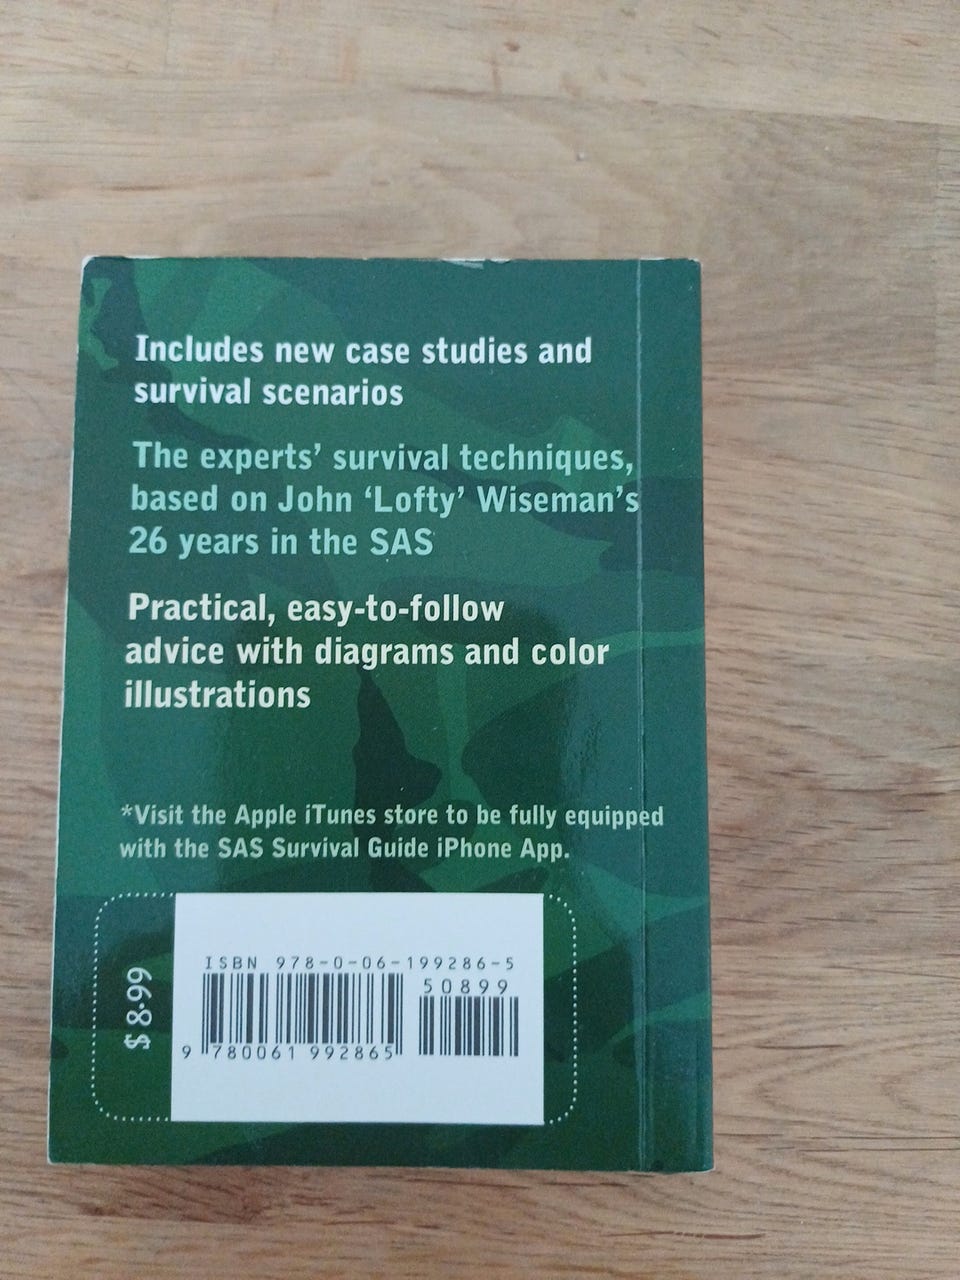 Includes new case studies and
survival scenarios
The experts’ survival techniques,
based on John ‘Lofty’ Wiseman’s
26 years in the SAS
Practical, easy-to-follow
advice with diagrams and color
illustrations
*Visit the Apple iTunes store to be fully equipped
with the SAS Survival Guide iPhone App.
$8.99
ISBN 978-0-06-199286-5
50899
9 780061 992865